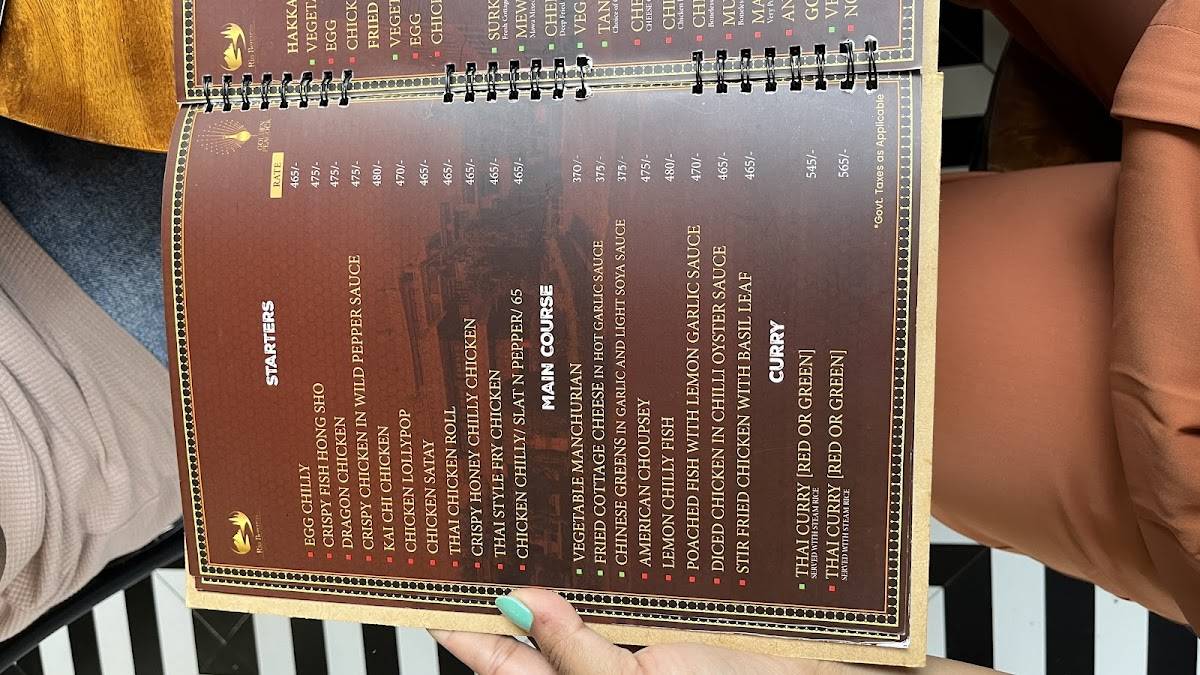 STARTERS
RATE
EGG CHILLY 465/-
CRISPY FISH HONG SHO 475/-
DRAGON CHICKEN 475/-
CRISPY CHICKEN IN WILD PEPPER SAUCE 475/-
KAI CHI CHICKEN 480/-
CHICKEN LOLLYPOP 470/-
CHICKEN SATAY 465/-
THAI CHICKEN ROLL 465/-
CRISPY HONEY CHILLY CHICKEN 465/-
THAI STYLE FRY CHICKEN 465/-
CHICKEN CHILLY/ SLAT N PEPPER/ 65 465/-
MAIN COURSE
VEGETABLE MANCHURIAN 370/-
FRIED COTTAGE CHEESE IN HOT GARLIC SAUCE 375/-
CHINESE GREENS IN GARLIC AND LIGHT SOYA SAUCE 375/-
AMERICAN CHOUPSEY 475/-
LEMON CHILLY FISH 480/-
POACHED FISH WITH LEMON GARLIC SAUCE 470/-
DICED CHICKEN IN CHILLI OYSTER SAUCE 465/-
STIR FRIED CHICKEN WITH BASIL LEAF 465/-
CURRY
THAI CURRY [RED OR GREEN] 545/-
SERVED WITH STEAM RICE
THAI CURRY [RED OR GREEN] 565/-
SERVED WITH STEAM RICE
*Govt. Taxes as Applicable
HAKKA
EGG
FRIED
EGG
VEG